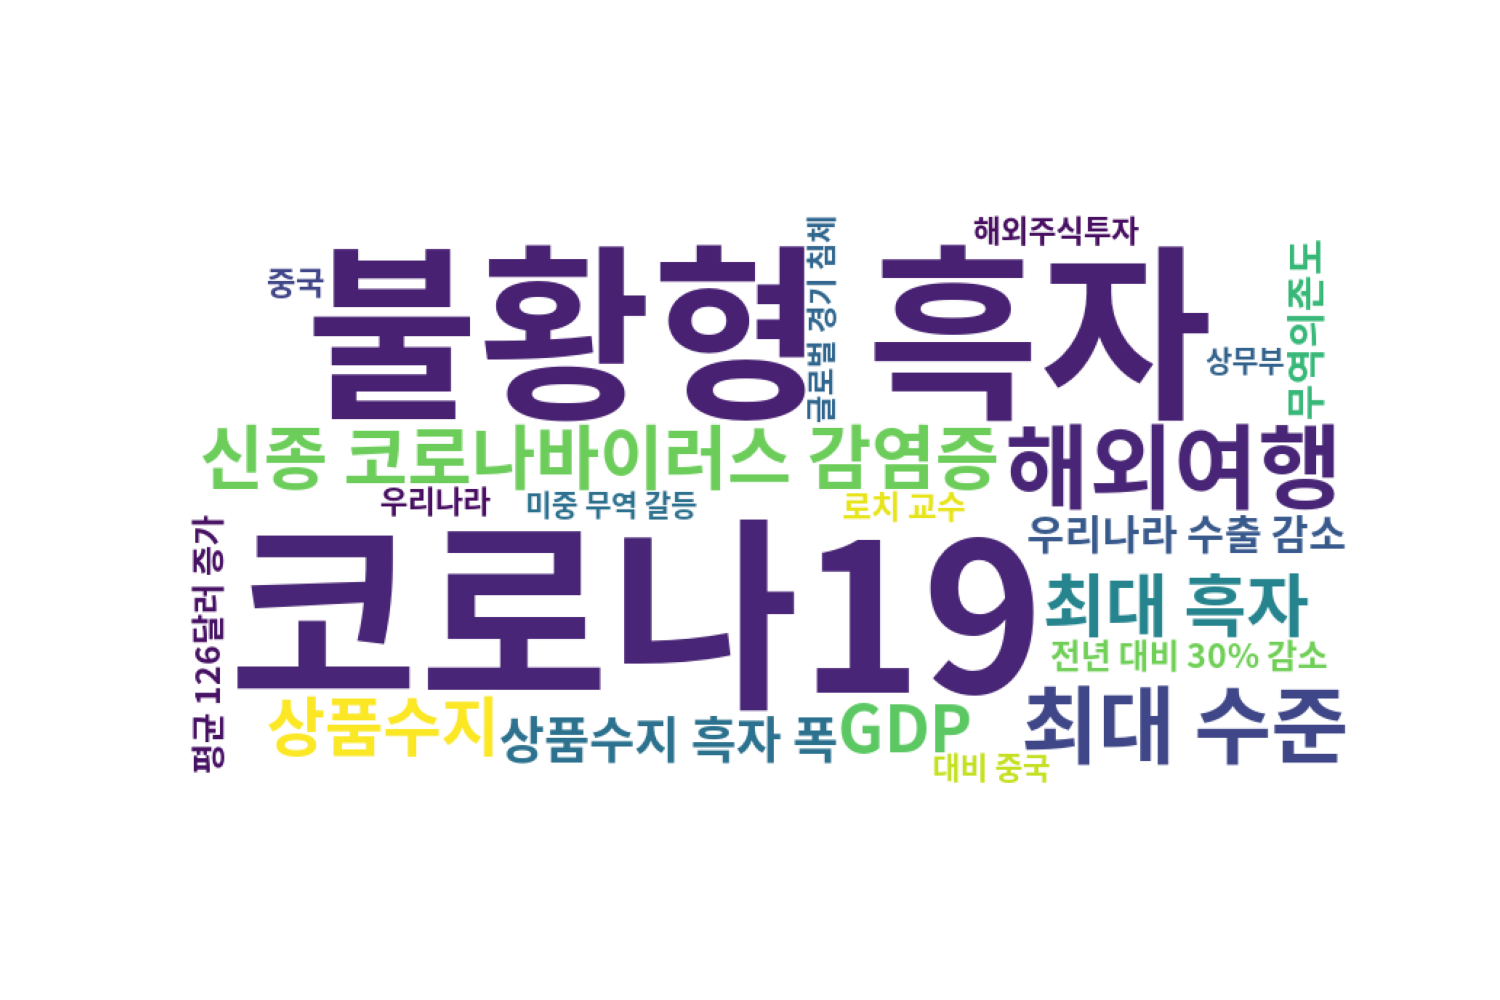 해외주식투자
중국
불황형 흑자
글로벌 경기 침체
상무부
무역의존도
신종 코로나바이러스 감염증
해외여행
우리나라
미중 무역 갈등
로치 교수
우리나라 수출 감소
평균 126달러 증가
코로나19
최대 흑자
전년 대비 30% 감소
상품수지
상품수지 흑자 폭
GDP
최대 수준
대비 중국